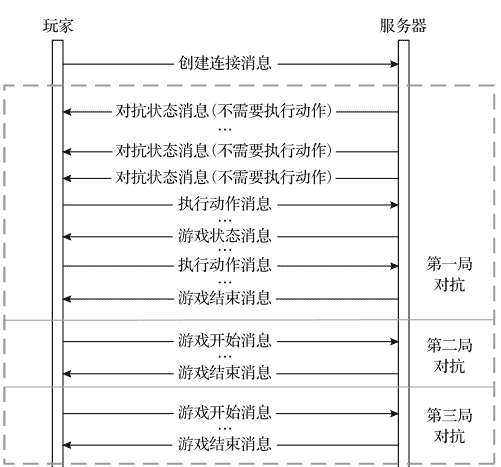 玩家
服务器
创建连接消息
对抗状态消息(不需要执行动作)
…
对抗状态消息(不需要执行动作)
对抗状态消息(不需要执行动作)
执行动作消息
…
游戏状态消息
…
执行动作消息
…
游戏结束消息
第一局
对抗
游戏开始消息
…
游戏结束消息
第二局
对抗
游戏开始消息
…
游戏结束消息
第三局
对抗